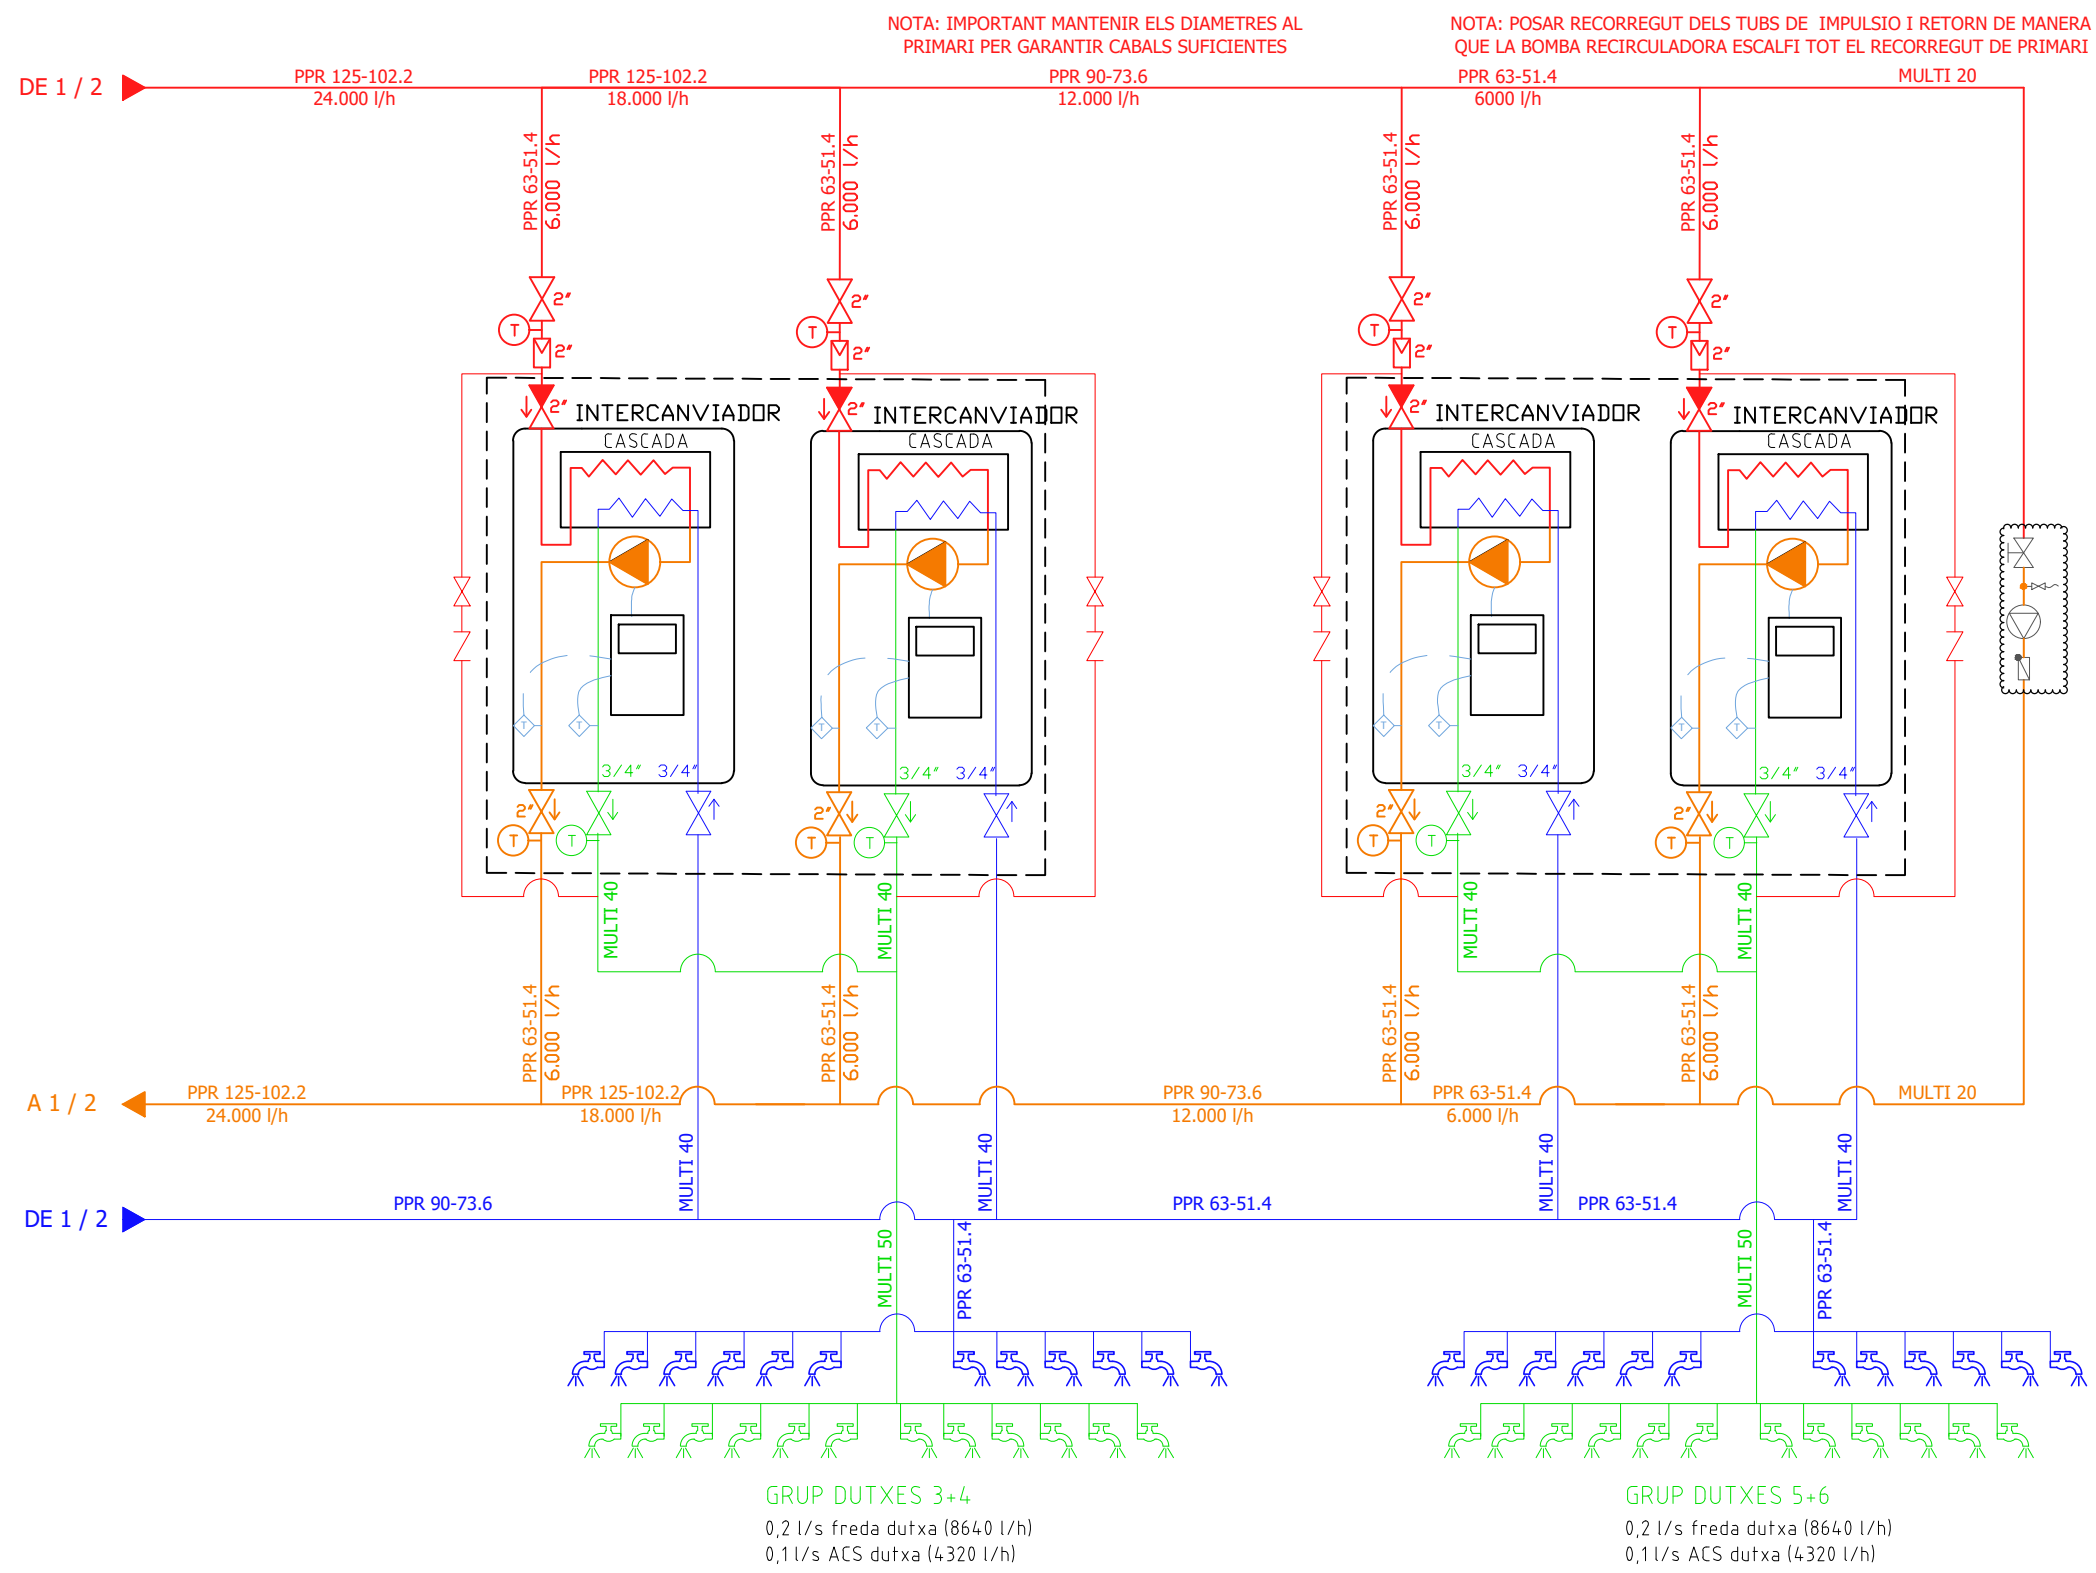 NOTA: IMPORTANT MANTENIR ELS DIAMETRES AL
PRIMARI PER GARANTIR CABALS SUFICIENTES
NOTA: POSAR RECORREGUT DELS TUBS DE IMPULSIO I RETORN DE MANERA
QUE LA BOMBA RECIRCULADORA ESCALFI TOT EL RECORREGUT DE PRIMARI
DE 1 / 2
PPR 125-102.2
24.000 l/h
PPR 125-102.2
18.000 l/h
PPR 90-73.6
12.000 l/h
PPR 63-51.4
6000 l/h
MULTI 20
PPR 63-51.4
6.000 l/h
PPR 63-51.4
6.000 l/h
PPR 63-51.4
6.000 l/h
PPR 63-51.4
6.000 l/h
2"
2"
2"
2"
T
T
T
T
2"
2"
2"
2"
2"
INTERCANVIADOR
2"
INTERCANVIADOR
2"
INTERCANVIADOR
2"
INTERCANVIADOR
CASCADA
CASCADA
CASCADA
CASCADA
T
T
T
T
T
T
T
T
3/4"
3/4"
3/4"
3/4"
3/4"
3/4"
3/4"
3/4"
2"
2"
2"
2"
T
T
T
T
T
T
T
T
MULTI 40
MULTI 40
MULTI 40
MULTI 40
PPR 63-51.4
6.000 l/h
PPR 63-51.4
6.000 l/h
PPR 63-51.4
6.000 l/h
PPR 63-51.4
6.000 l/h
A 1 / 2
PPR 125-102.2
24.000 l/h
PPR 125-102.2
18.000 l/h
PPR 90-73.6
12.000 l/h
PPR 63-51.4
6.000 l/h
MULTI 20
MULTI 40
MULTI 40
MULTI 40
MULTI 40
DE 1 / 2
PPR 90-73.6
PPR 63-51.4
PPR 63-51.4
MULTI 50
PPR 63-51.4
MULTI 50
PPR 63-51.4
GRUP DUTXES 3+4
0,2 l/s freda dutxa (8640 l/h)
0,1 l/s ACS dutxa (4320 l/h)
GRUP DUTXES 5+6
0,2 l/s freda dutxa (8640 l/h)
0,1 l/s ACS dutxa (4320 l/h)